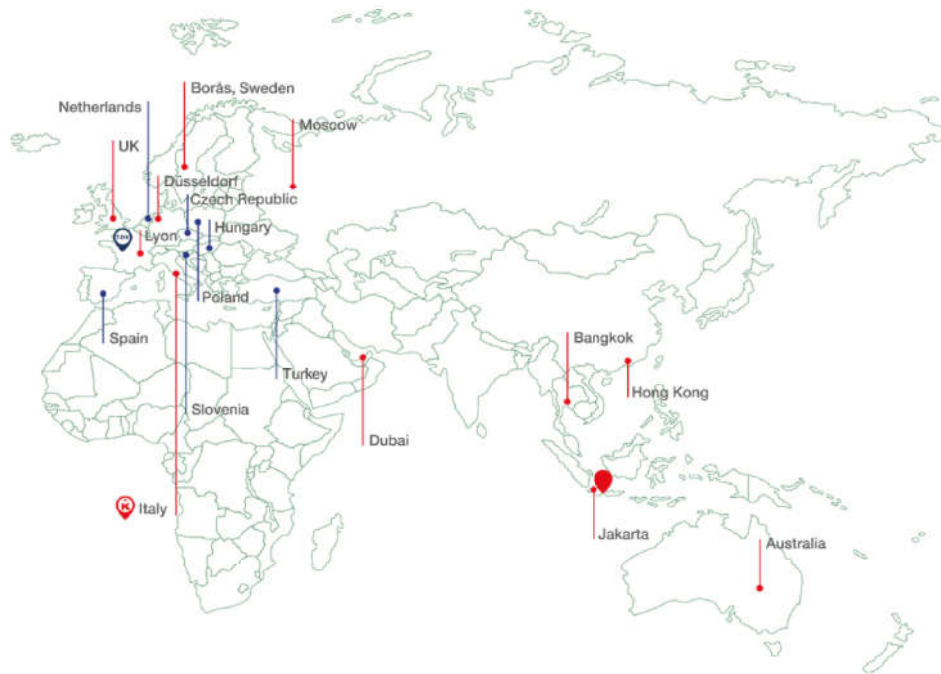 Borås, Sweden
Netherlands
Moscow
UK
Düsseldorf
Czech Republic
Hungary
Lyon
Poland
Spain
Bangkok
Turkey
Hong Kong
Slovenia
Dubai
K
Italy
Jakarta
Australia